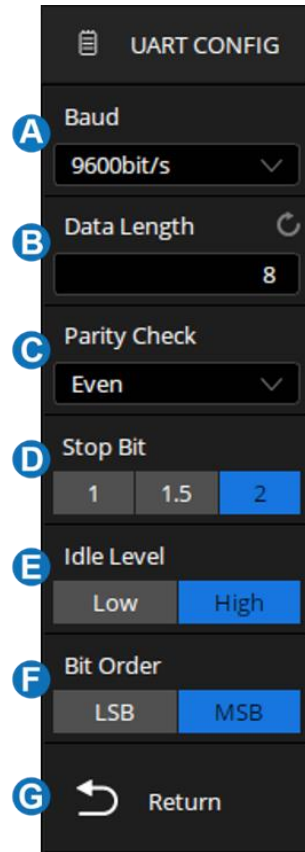 UART CONFIG
A
Baud
9600bit/s
B
Data Length
8
C
Parity Check
Even
D
Stop Bit
1 1.5 2
E
Idle Level
Low High
F
Bit Order
LSB MSB
G
Return